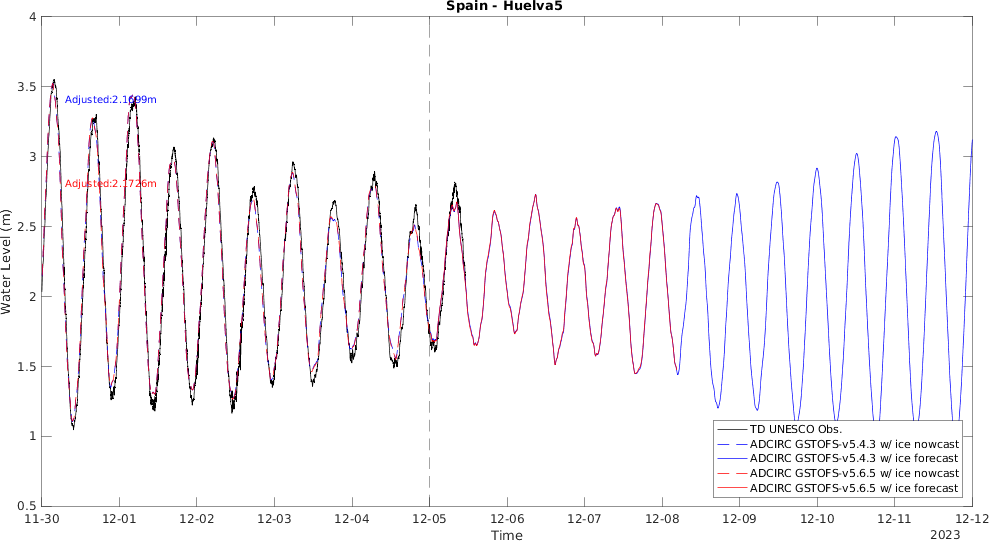 Spain - Huelva5
4
3.5
3
2.5
2
1.5
1
0.5
Water Level (m)
Adjusted:2.1699m
Adjusted:2.1726m
TD UNESCO Obs.
ADCIRC GSTOFS-v5.4.3 w/ ice nowcast
ADCIRC GSTOFS-v5.4.3 w/ ice forecast
ADCIRC GSTOFS-v5.6.5 w/ ice nowcast
ADCIRC GSTOFS-v5.6.5 w/ ice forecast
11-30 12-01 12-02 12-03 12-04 12-05 12-06 12-07 12-08 12-09 12-10 12-11 12-12
Time
2023